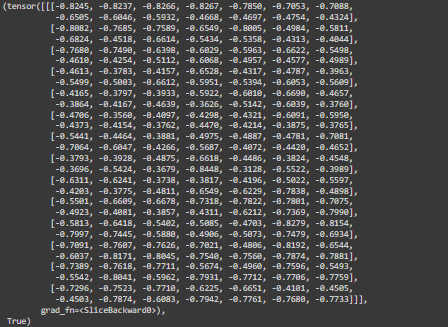 (tensor([[[-0.8245, -0.8237, -0.8266, -0.8267, -0.7850, -0.7053, -0.7088,
-0.6505, -0.6046, -0.5932, -0.4668, -0.4697, -0.4754, -0.4324],
[-0.8082, -0.7685, -0.7589, -0.6549, -0.8005, -0.4984, -0.5811,
-0.6824, -0.4518, -0.6614, -0.5434, -0.5358, -0.4313, -0.4044],
[-0.7680, -0.7490, -0.6398, -0.6029, -0.5963, -0.6622, -0.5498,
-0.4610, -0.4254, -0.5112, -0.6068, -0.4957, -0.4577, -0.4989],
[-0.4613, -0.3783, -0.4157, -0.6528, -0.4317, -0.4787, -0.3963,
-0.5499, -0.5003, -0.6612, -0.5951, -0.5394, -0.6053, -0.5609],
[-0.4165, -0.3797, -0.3933, -0.5922, -0.6010, -0.6690, -0.4657,
-0.3864, -0.4167, -0.4639, -0.3626, -0.5142, -0.6039, -0.3760],
[-0.4706, -0.3560, -0.4097, -0.4298, -0.4321, -0.6091, -0.5950,
-0.4373, -0.4154, -0.3762, -0.4470, -0.4214, -0.3875, -0.3765],
[-0.5441, -0.4464, -0.3881, -0.4975, -0.4887, -0.4781, -0.7081,
-0.7064, -0.6047, -0.4266, -0.5687, -0.4072, -0.4420, -0.4652],
[-0.3793, -0.3928, -0.4875, -0.6618, -0.4486, -0.3824, -0.4548,
-0.3696, -0.5424, -0.3679, -0.8448, -0.3128, -0.5522, -0.3989],
[-0.6311, -0.6241, -0.3738, -0.3817, -0.4196, -0.5022, -0.5597,
-0.4203, -0.3775, -0.4811, -0.6549, -0.6229, -0.7838, -0.4898],
[-0.5501, -0.6609, -0.6678, -0.7318, -0.7822, -0.7801, -0.7075,
-0.4923, -0.4081, -0.3857, -0.4311, -0.6212, -0.7369, -0.7990],
[-0.5813, -0.6418, -0.5402, -0.5085, -0.4703, -0.8279, -0.8154,
-0.7997, -0.7445, -0.5880, -0.4906, -0.5073, -0.7479, -0.6934],
[-0.7091, -0.7607, -0.7626, -0.7021, -0.4806, -0.8192, -0.6544,
-0.6037, -0.8171, -0.8045, -0.7540, -0.7560, -0.7874, -0.7881],
[-0.7389, -0.7618, -0.7711, -0.5674, -0.4960, -0.7596, -0.5493,
-0.5542, -0.8041, -0.5962, -0.7931, -0.7712, -0.7706, -0.7759],
[-0.7296, -0.7523, -0.7710, -0.6225, -0.6651, -0.4101, -0.4505,
-0.4503, -0.7874, -0.6083, -0.7942, -0.7761, -0.7680, -0.7733]]],
grad_fn=<SliceBackward0>),
True)